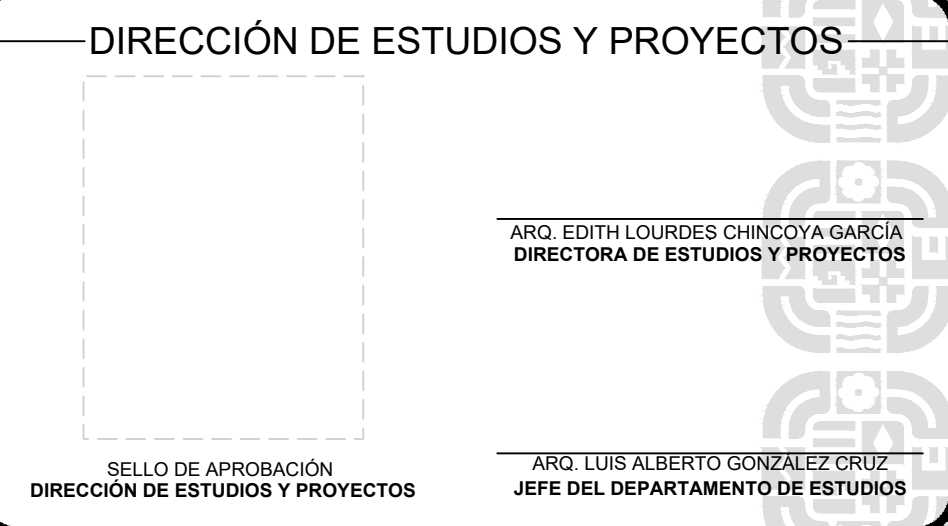 DIRECCIÓN DE ESTUDIOS Y PROYECTOS
ARQ. EDITH LOURDES CHINCOYA GARCÍA
DIRECTORA DE ESTUDIOS Y PROYECTOS
SELLO DE APROBACIÓN
DIRECCIÓN DE ESTUDIOS Y PROYECTOS
ARQ. LUIS ALBERTO GONZÁLEZ CRUZ
JEFE DEL DEPARTAMENTO DE ESTUDIOS